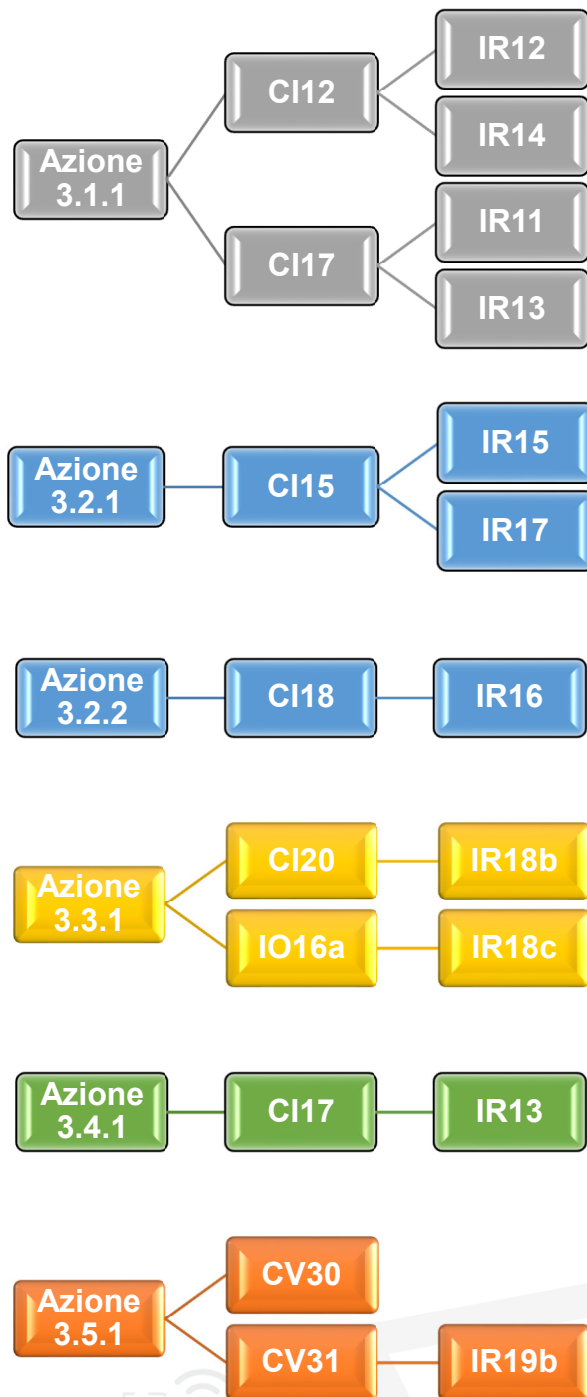 IR12
CI12
IR14
Azione
3.1.1
IR11
CI17
IR13
IR15
Azione
3.2.1
CI15
IR17
Azione
3.2.2
CI18
IR16
CI20
IR18b
Azione
3.3.1
IO16a
IR18c
Azione
3.4.1
CI17
IR13
CV30
Azione
3.5.1
CV31
IR19b